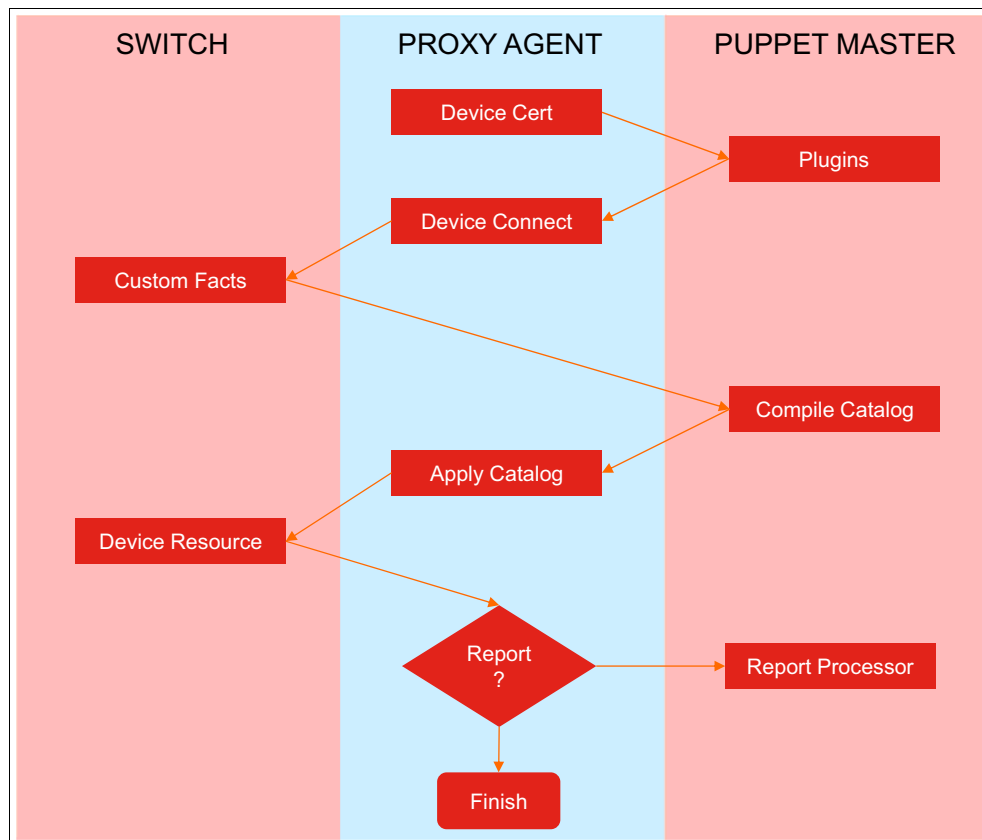 SWITCH
PROXY AGENT
PUPPET MASTER
Device Cert
Plugins
Device Connect
Custom Facts
Compile Catalog
Apply Catalog
Device Resource
Report
?
Report Processor
Finish